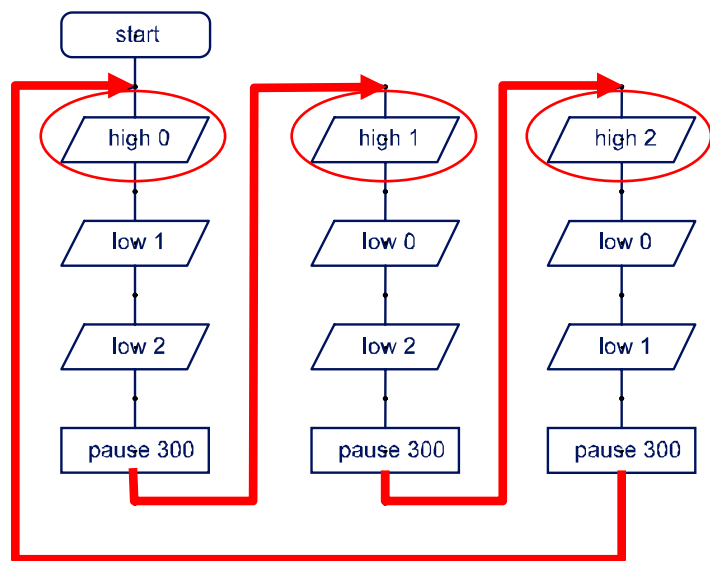 start
high 0
low 1
low 2
pause 300
high 1
low 0
low 2
pause 300
high 2
low 0
low 1
pause 300